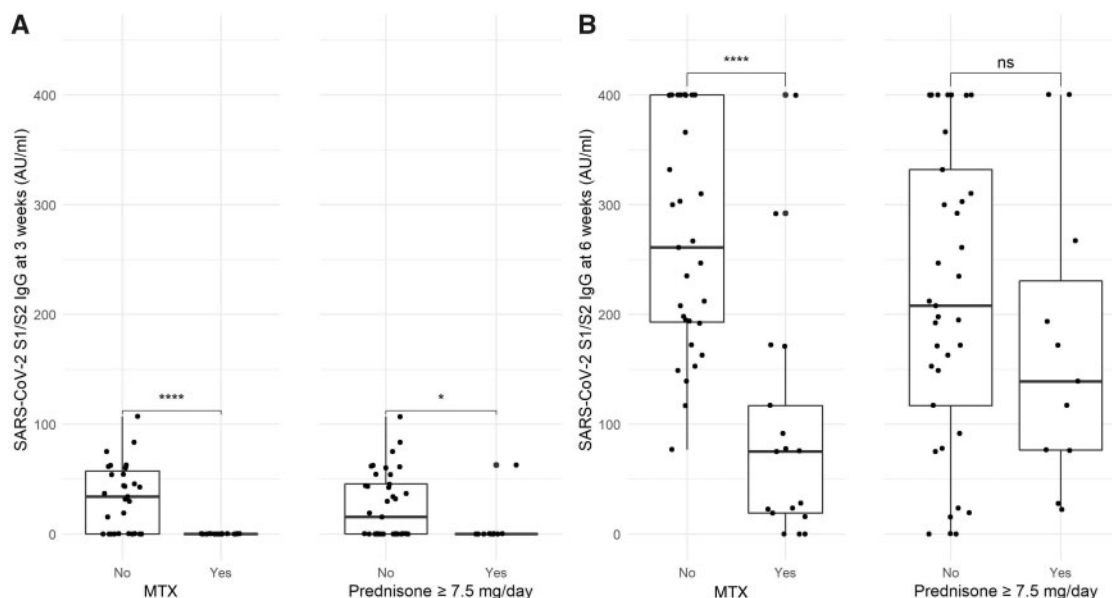 A
SARS-CoV-2 S1/S2 IgG at 3 weeks (AU/ml)
400
300
200
100
0
****
No
Yes
MTX
*
No
Yes
Prednisone ≥ 7.5 mg/day
B
SARS-CoV-2 S1/S2 IgG at 6 weeks (AU/ml)
400
300
200
100
0
****
No
Yes
MTX
ns
No
Yes
Prednisone ≥ 7.5 mg/day